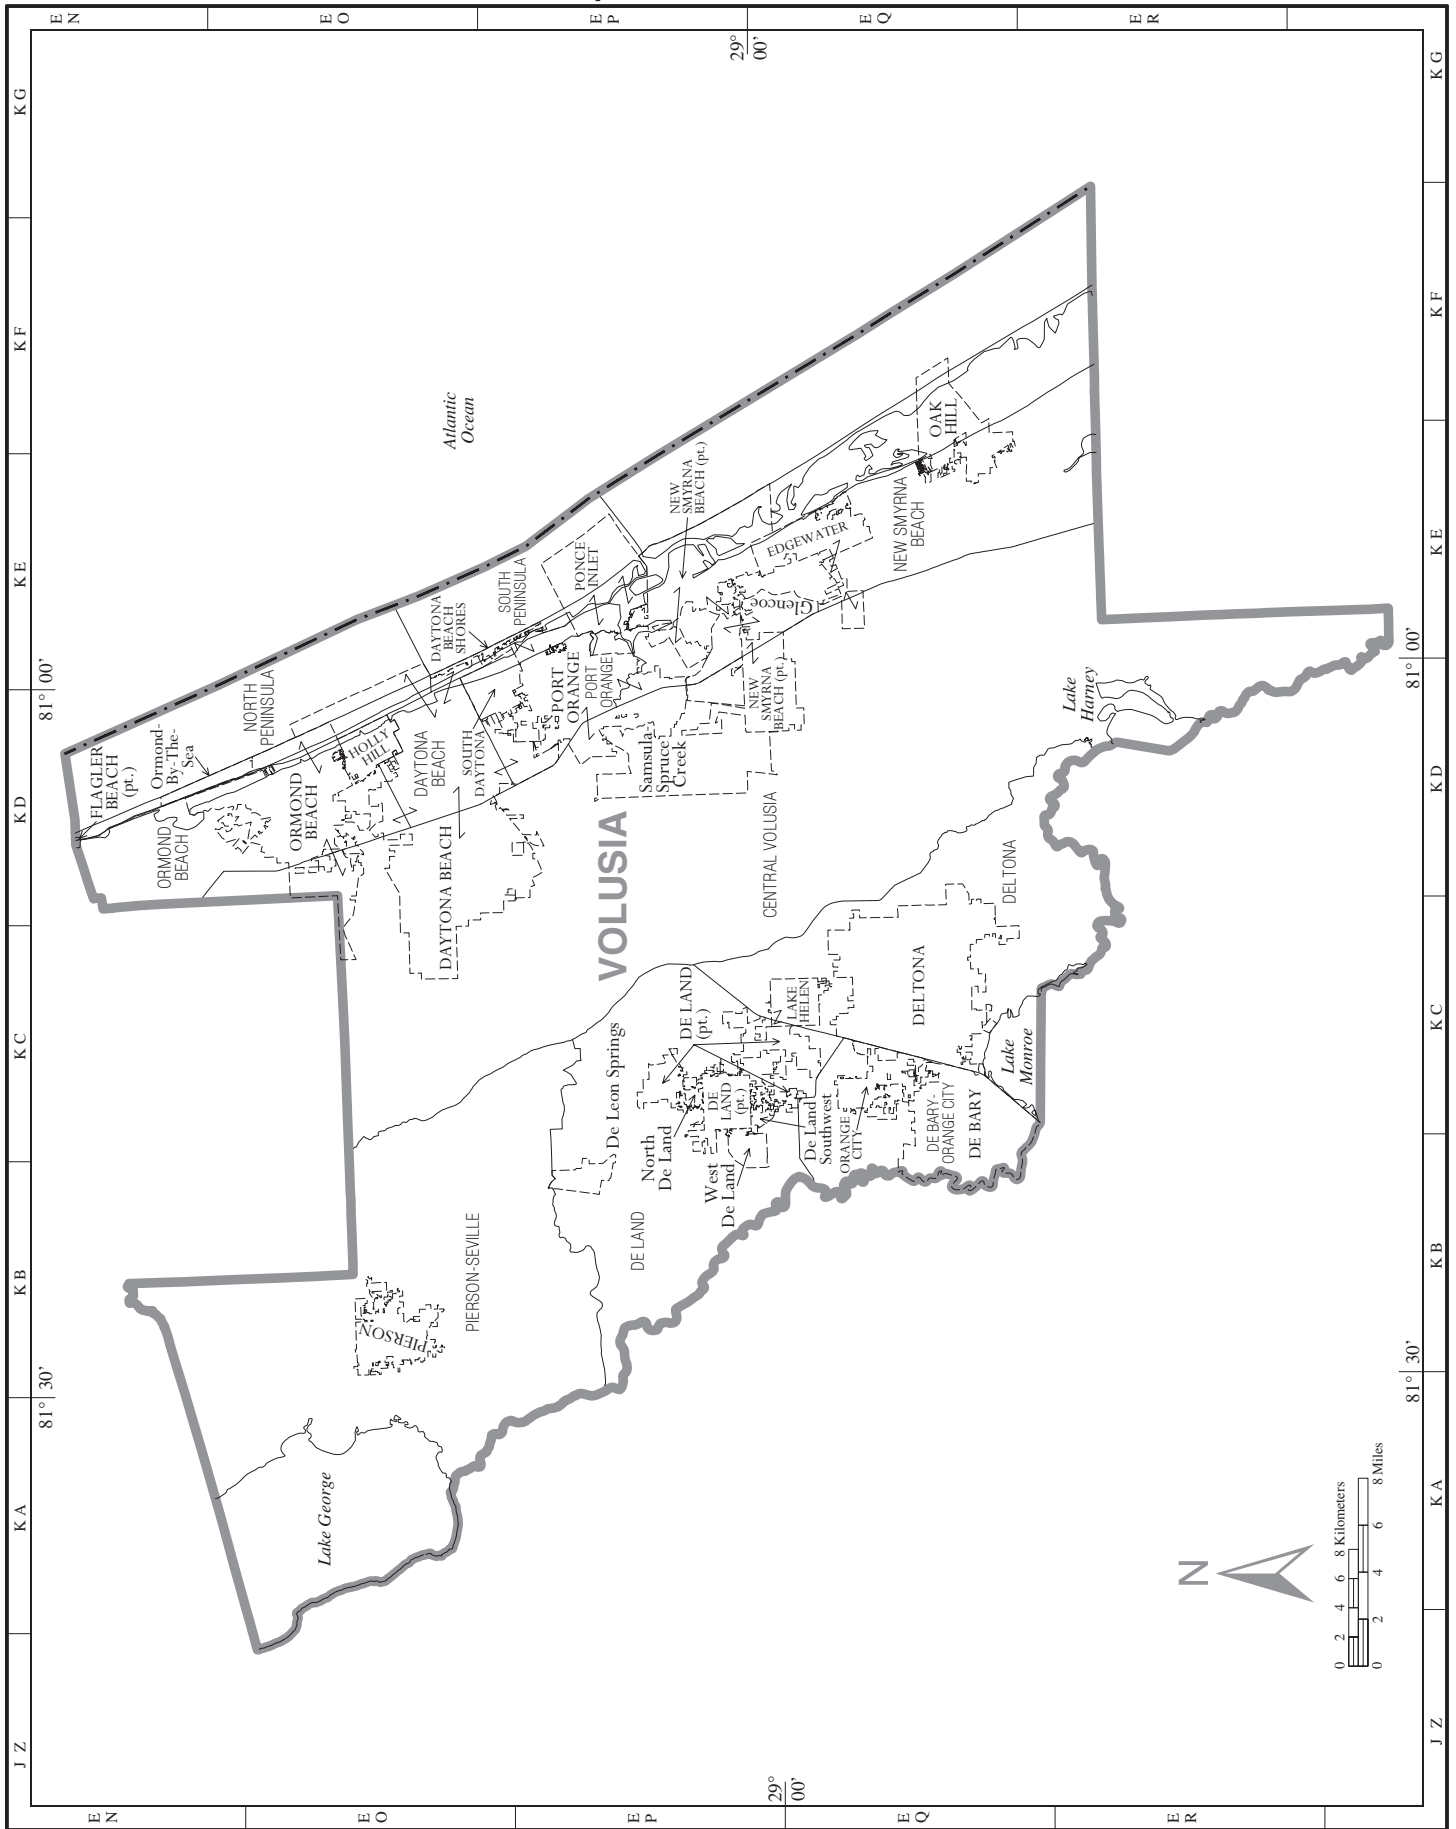 E N
E O
E P
E Q
E R
K G
K F
K E
K D
K C
K B
K A
J Z
29°
00'
81° 00'
Atlantic
Ocean
FLAGLER
BEACH
(pt.)
Ormond-
By-The-
Sea
NORTH
PENINSULA
ORMOND
BEACH
ORMOND
BEACH
HOLLY
HILL
DAYTONA
BEACH
DAYTONA
BEACH
SHORES
SOUTH
DAYTONA
DAYTONA BEACH
SOUTH
PENINSULA
PORT
ORANGE
PORT
ORANGE
PONCE
INLET
NEW
SMYRNA
BEACH (pt.)
Samsula-
Spruce
Creek
NEW
SMYRNA
BEACH (pt.)
Glencoe
EDGEWATER
NEW SMYRNA
BEACH
OAK
HILL
VOLUSIA
CENTRAL VOLUSIA
Lake
Harney
DELTONA
DELTONA
LAKE
HELEN
DE LAND
(pt.)
De Leon Springs
North
De Land
DE
LAND
(pt.)
West
De Land
De Land
Southwest
ORANGE
CITY
DE BARY-
ORANGE CITY
DE BARY
Lake
Monroe
DE LAND
PIERSON-SEVILLE
PIERSON
Lake George
81° 30'
81° 00'
81° 30'
29°
00'
N
0 2 4 6 8 Kilometers
0 2 4 6 8 Miles
E N
E O
E P
E Q
E R
K G
K F
K E
K D
K C
K B
K A
J Z